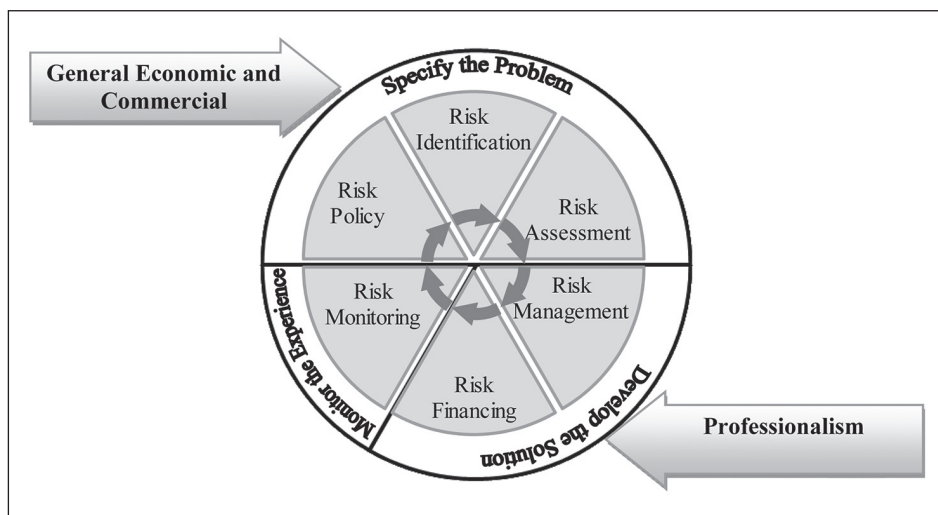 General Economic and
Commercial
Specify the Problem
Risk
Identification
Risk
Policy
Risk
Assessment
Risk
Monitoring
Risk
Management
Risk
Financing
Monitor the Experience
Develop the Solution
Professionalism